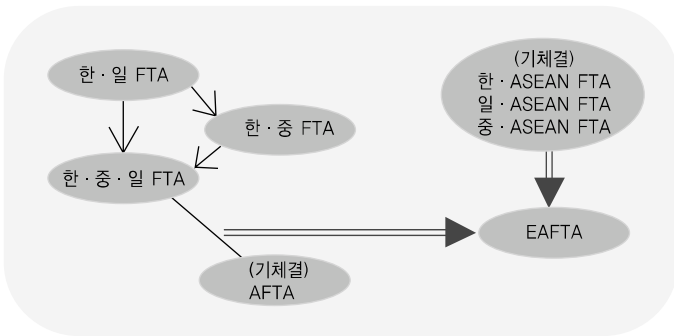 한·일 FTA
한·중 FTA
한·중·일 FTA
(기체결)
AFTA
(기체결)
한·ASEAN FTA
일·ASEAN FTA
중·ASEAN FTA
EAFTA